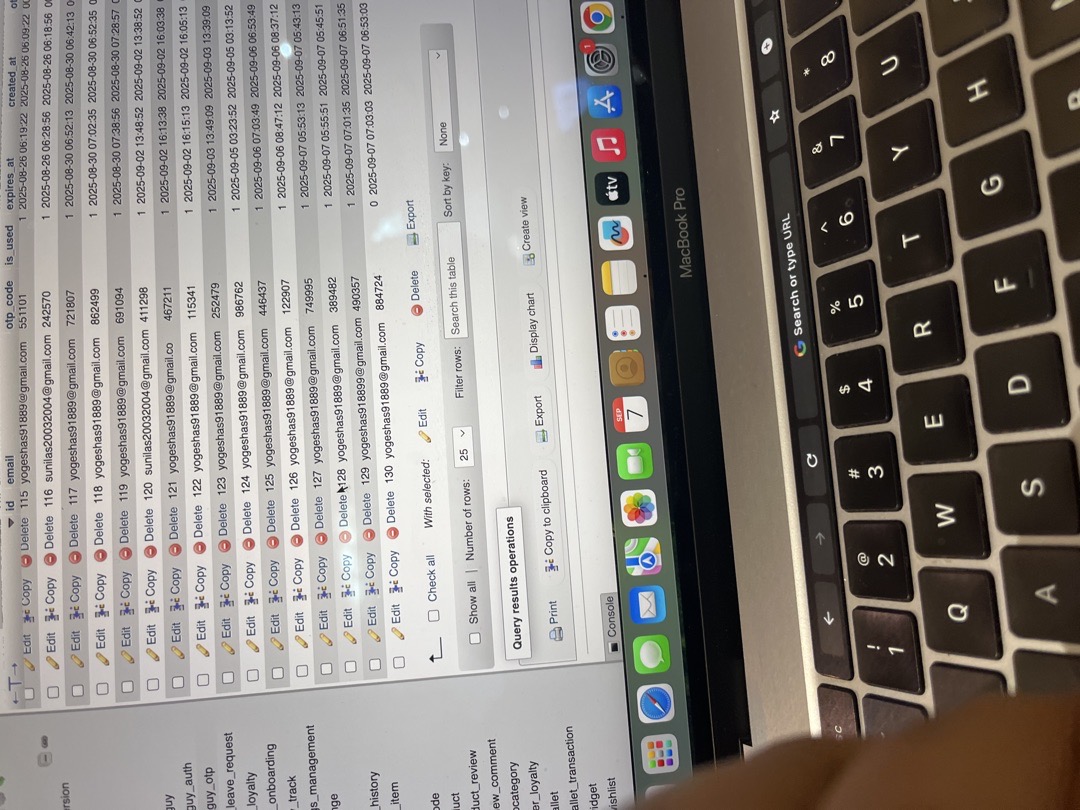 ←T→ id email otp_code is_used expires_at created_at
Edit Copy Delete 115 yogeshas91889@gmail.com 551101 1 2025-08-26 06:19:22 2025-08-26 06:09:22
Edit Copy Delete 116 sunilas20032004@gmail.com 242570 1 2025-08-26 06:28:56 2025-08-26 06:18:56
Edit Copy Delete 117 yogeshas91889@gmail.com 721807 1 2025-08-30 06:52:13 2025-08-30 06:42:13
Edit Copy Delete 118 yogeshas91889@gmail.com 862499 1 2025-08-30 07:02:35 2025-08-30 06:52:35
Edit Copy Delete 119 yogeshas91889@gmail.com 691094 1 2025-08-30 07:38:56 2025-08-30 07:28:57
Edit Copy Delete 120 sunilas20032004@gmail.com 411298 1 2025-09-02 13:48:52 2025-09-02 13:38:52
Edit Copy Delete 121 yogeshas91889@gmail.co 467211 1 2025-09-02 16:13:38 2025-09-02 16:03:38
Edit Copy Delete 122 yogeshas91889@gmail.com 115341 1 2025-09-02 16:15:13 2025-09-02 16:05:13
Edit Copy Delete 123 yogeshas91889@gmail.com 252479 1 2025-09-03 13:49:09 2025-09-03 13:39:09
Edit Copy Delete 124 yogeshas91889@gmail.com 986762 1 2025-09-05 03:23:52 2025-09-05 03:13:52
Edit Copy Delete 125 yogeshas91889@gmail.com 446437 1 2025-09-06 07:03:49 2025-09-06 06:53:49
Edit Copy Delete 126 yogeshas91889@gmail.com 122907 1 2025-09-06 08:47:12 2025-09-06 08:37:12
Edit Copy Delete 127 yogeshas91889@gmail.com 749995 1 2025-09-07 05:53:13 2025-09-07 05:43:13
Edit Copy Delete 128 yogeshas91889@gmail.com 389482 1 2025-09-07 05:55:51 2025-09-07 05:45:51
Edit Copy Delete 129 yogeshas918899@gmail.com 490357 1 2025-09-07 07:01:35 2025-09-07 06:51:35
Edit Copy Delete 130 yogeshas91889@gmail.com 884724 0 2025-09-07 07:03:03 2025-09-07 06:53:03
Check all With selected: Edit Copy Delete Export
Show all | Number of rows: 25 Filter rows: Search this table Sort by key: None
Query results operations
Print Copy to clipboard Export Display chart Create view
Console
ersion
guy
guy_auth
guy_otp
_leave_request
_loyalty
_onboarding
_track
gs_management
nge
_history
_item
ode
uct
duct_review
ew_comment
ocategory
er_loyalty
allet
allet_transaction
idget
ishlist
SEP
7
tv
1
MacBook Pro
Search or type URL
! 1 @ 2 # 3 $ 4 % 5 ^ 6 & 7 * 8
Q W E R T Y U
A S D F G H